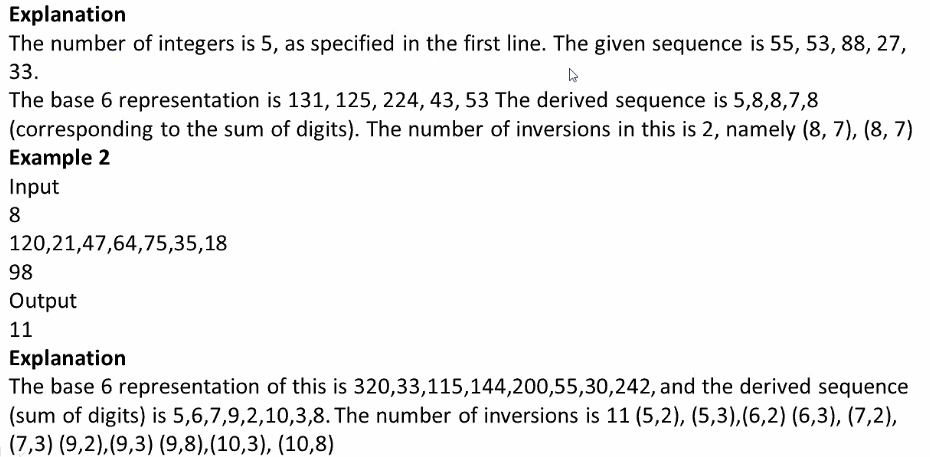 Explanation
The number of integers is 5, as specified in the first line. The given sequence is 55, 53, 88, 27,
33.
The base 6 representation is 131, 125, 224, 43, 53 The derived sequence is 5,8,8,7,8
(corresponding to the sum of digits). The number of inversions in this is 2, namely (8, 7), (8, 7)
Example 2
Input
8
120,21,47,64,75,35,18
98
Output
11
Explanation
The base 6 representation of this is 320,33,115,144,200,55,30,242, and the derived sequence
(sum of digits) is 5,6,7,9,2,10,3,8. The number of inversions is 11 (5,2), (5,3),(6,2) (6,3), (7,2),
(7,3) (9,2),(9,3) (9,8),(10,3), (10,8)